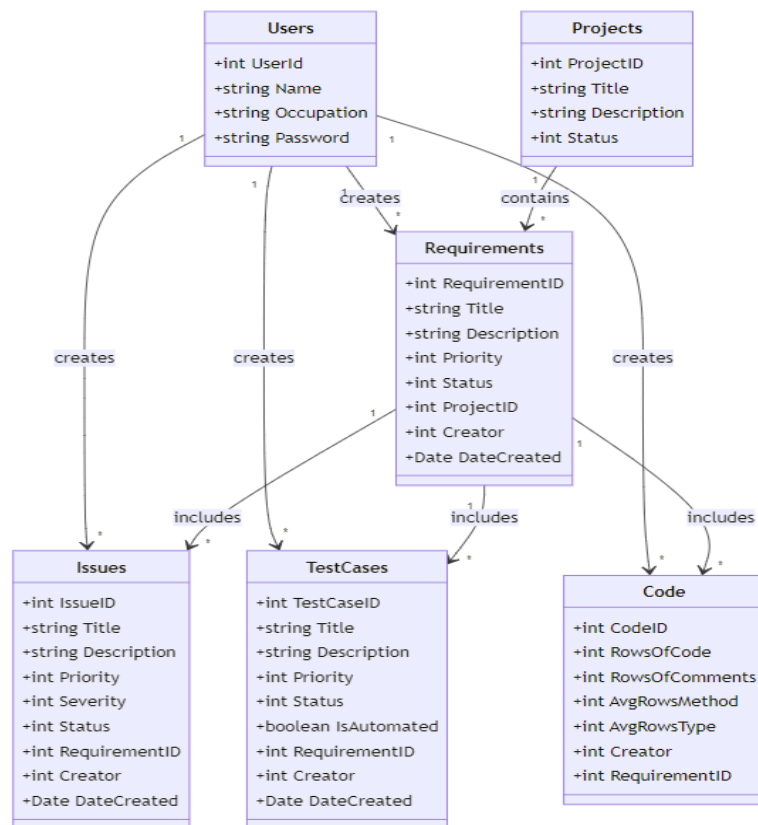 Users
+int UserId
+string Name
+string Occupation
+string Password
Projects
+int ProjectID
+string Title
+string Description
+int Status
1
1
1
1
1
creates
*
contains
*
Requirements
+int RequirementID
+string Title
+string Description
+int Priority
+int Status
+int ProjectID
+int Creator
+Date DateCreated
creates
creates
creates
1
1
1
includes
includes
includes
*
*
*
*
*
*
Issues
+int IssueID
+string Title
+string Description
+int Priority
+int Severity
+int Status
+int RequirementID
+int Creator
+Date DateCreated
TestCases
+int TestCaseID
+string Title
+string Description
+int Priority
+int Status
+boolean IsAutomated
+int RequirementID
+int Creator
+Date DateCreated
Code
+int CodeID
+int RowsOfCode
+int RowsOfComments
+int AvgRowsMethod
+int AvgRowsType
+int Creator
+int RequirementID